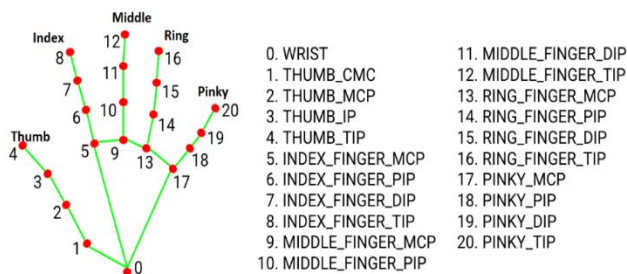 Middle
Index
Ring
12
8
16
11
7
Pinky
15
10
20
6
14
Thumb
19
4
5
9
13
18
3
17
2
1
0
0. WRIST
1. THUMB_CMC
2. THUMB_MCP
3. THUMB_IP
4. THUMB_TIP
5. INDEX_FINGER_MCP
6. INDEX_FINGER_PIP
7. INDEX_FINGER_DIP
8. INDEX_FINGER_TIP
9. MIDDLE_FINGER_MCP
10. MIDDLE_FINGER_PIP
11. MIDDLE_FINGER_DIP
12. MIDDLE_FINGER_TIP
13. RING_FINGER_MCP
14. RING_FINGER_PIP
15. RING_FINGER_DIP
16. RING_FINGER_TIP
17. PINKY_MCP
18. PINKY_PIP
19. PINKY_DIP
20. PINKY_TIP